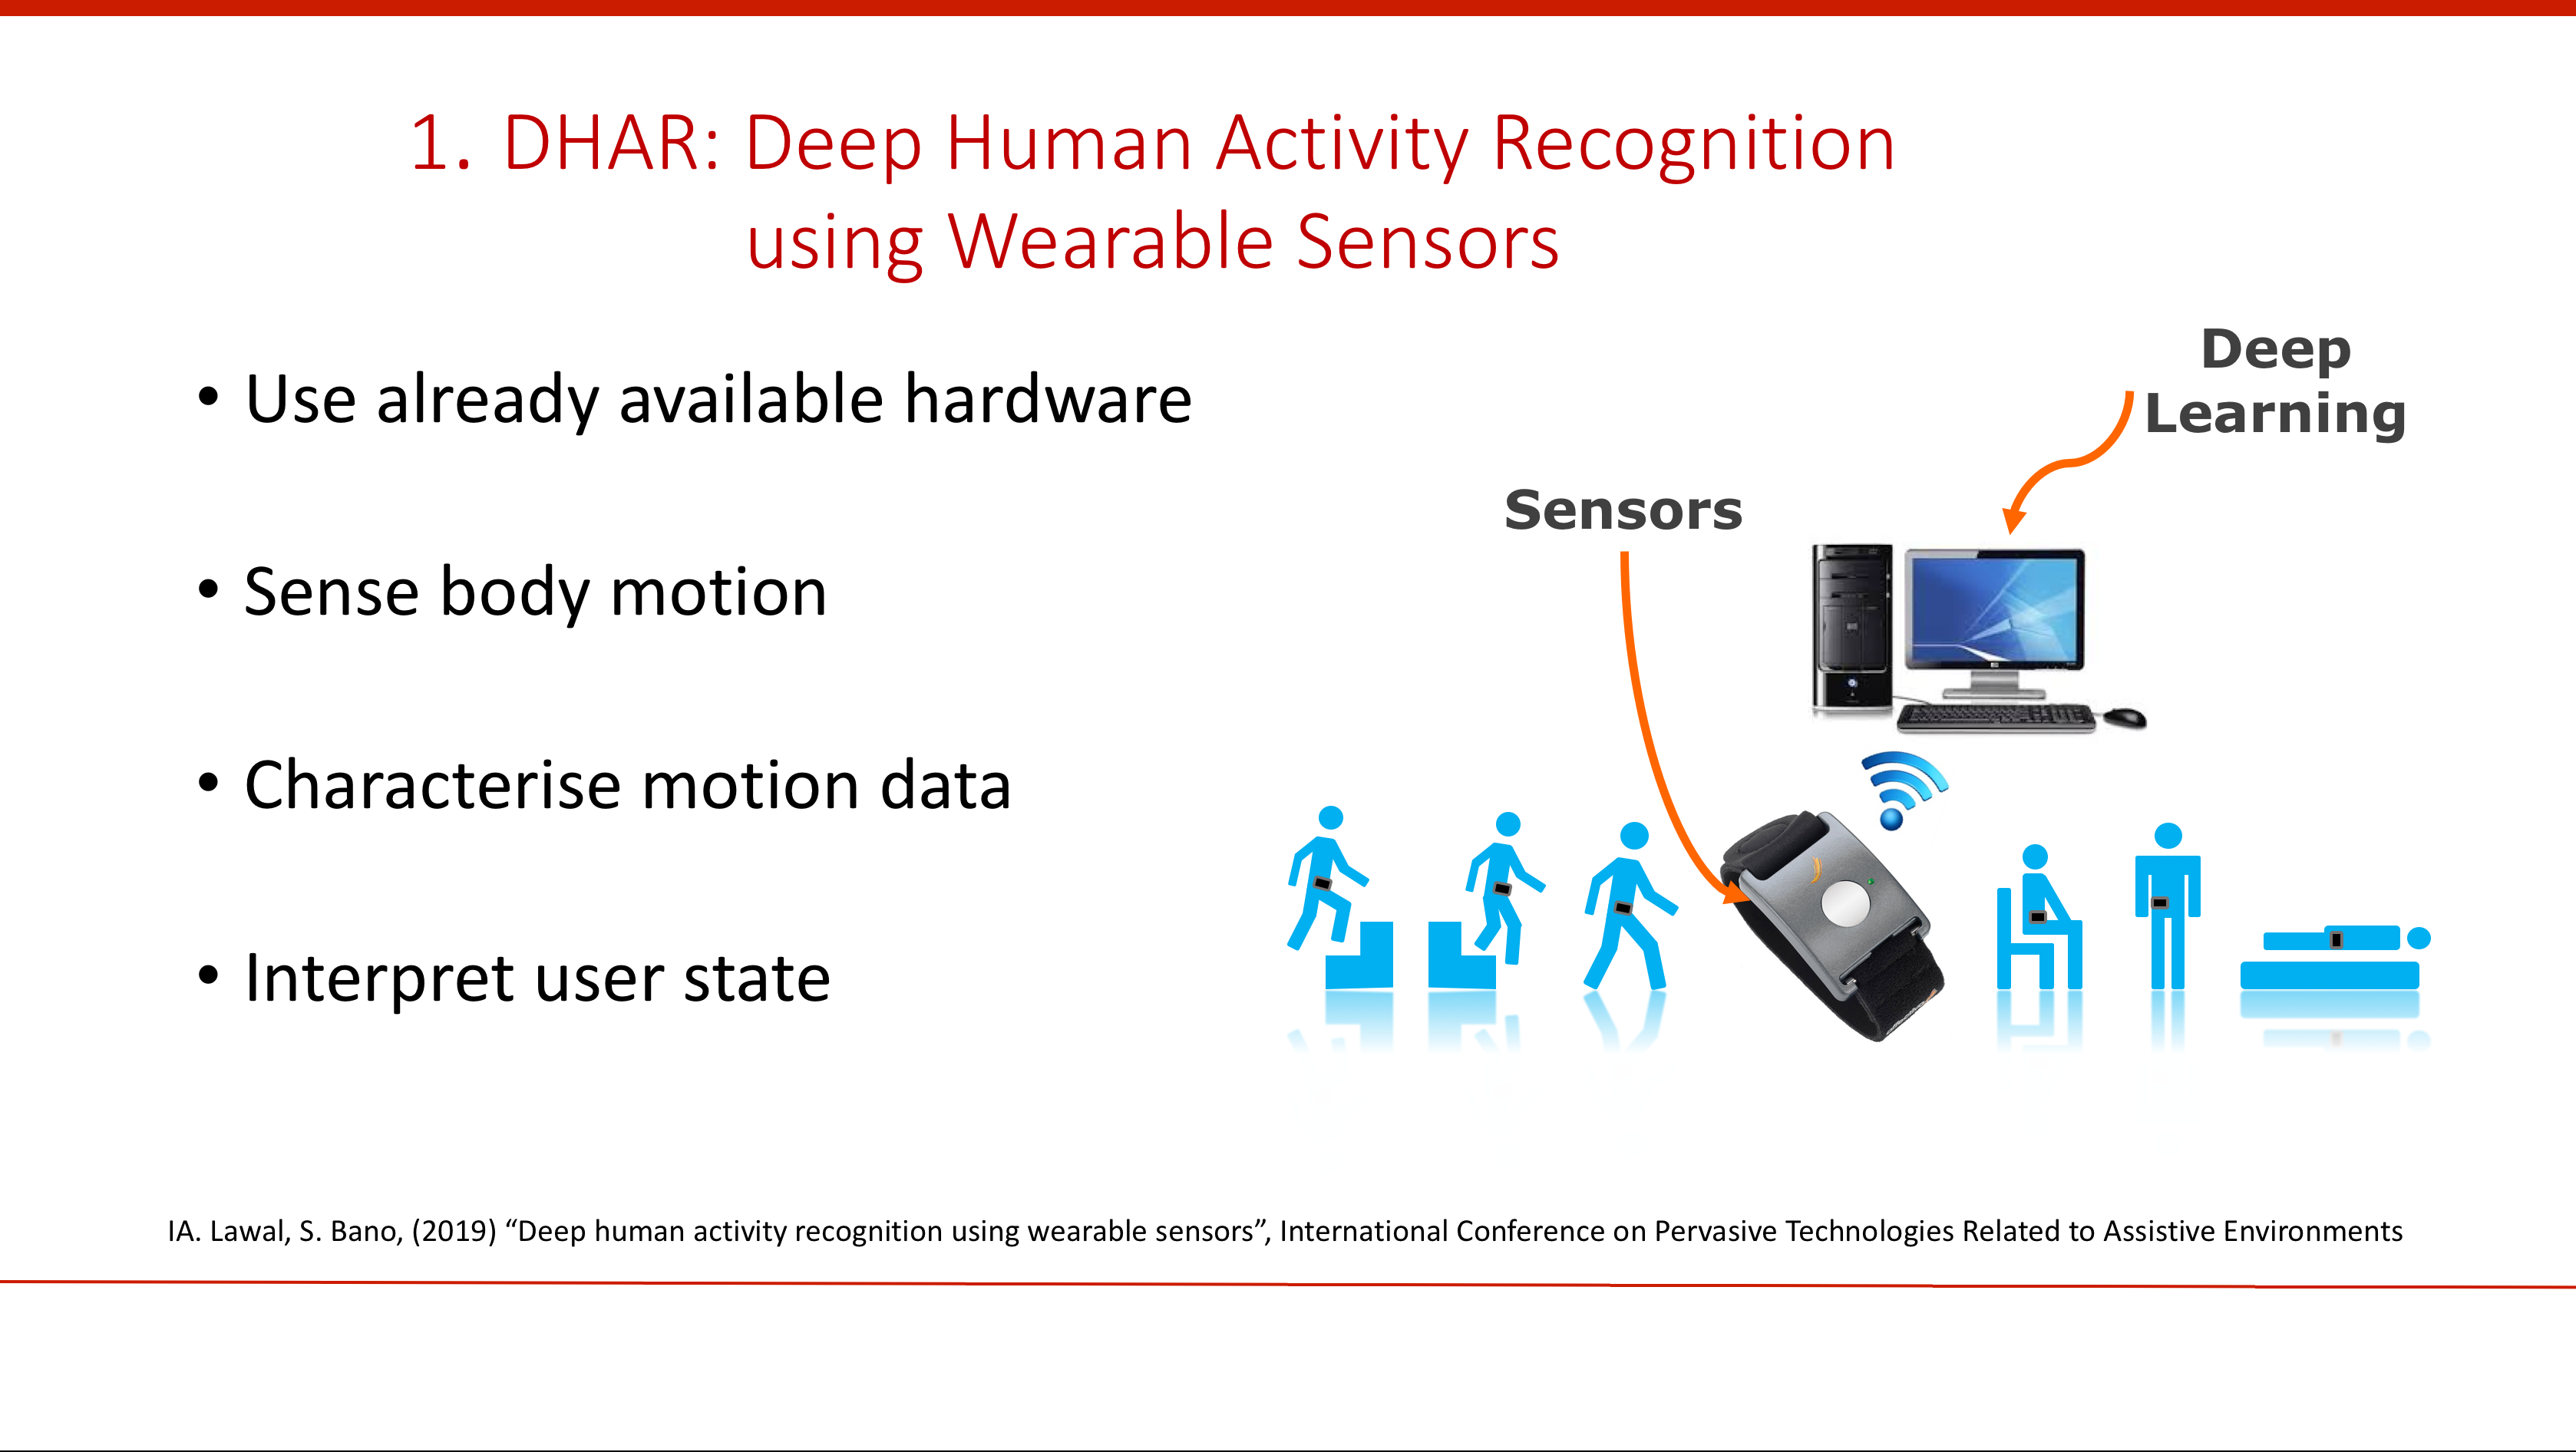 1. DHAR: Deep Human Activity Recognition
using Wearable Sensors
• Use already available hardware
• Sense body motion
• Characterise motion data
• Interpret user state
Deep
Learning
Sensors
IA. Lawal, S. Bano, (2019) “Deep human activity recognition using wearable sensors”, International Conference on Pervasive Technologies Related to Assistive Environments